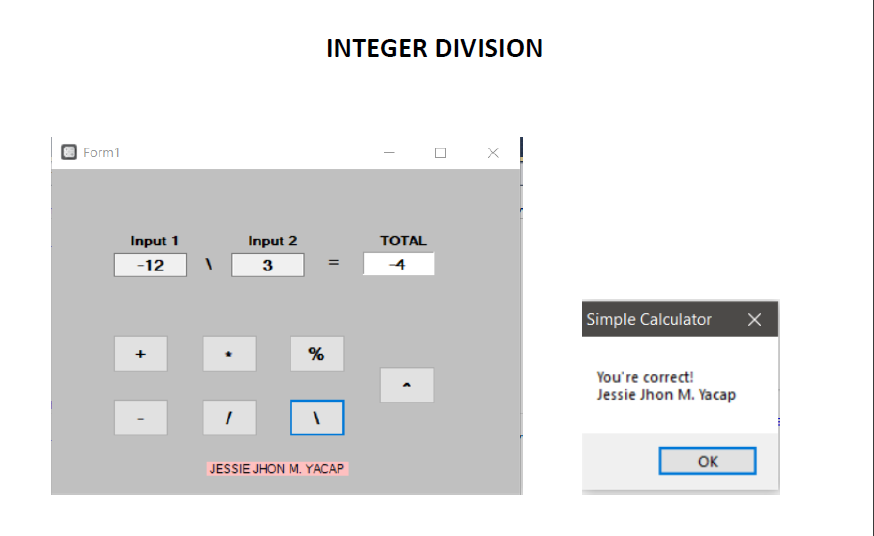 INTEGER DIVISION
Form1
Input 1 Input 2 TOTAL
-12 \ 3 = -4
+ * %
^
- / \
JESSIE JHON M. YACAP
Simple Calculator
You're correct!
Jessie Jhon M. Yacap
OK